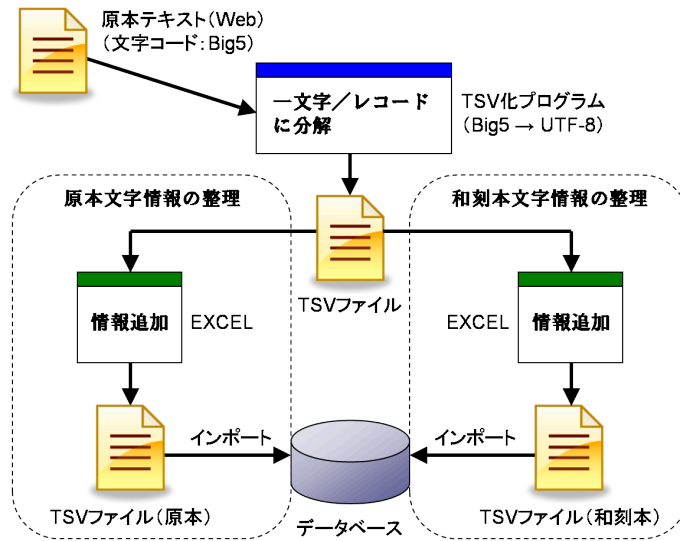 原本テキスト（Web）
（文字コード：Big5）
一文字／レコード
に分解
TSV化プログラム
（Big5 → UTF-8）
原本文字情報の整理
和刻本文字情報の整理
TSVファイル
情報追加
EXCEL
EXCEL
情報追加
インポート
インポート
TSVファイル（原本）
データベース
TSVファイル（和刻本）